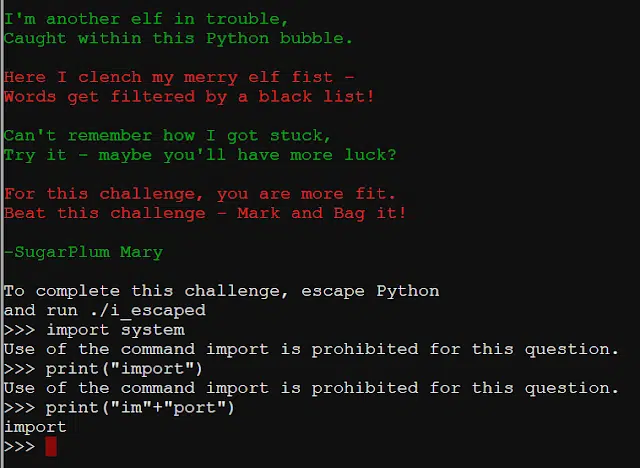 I'm another elf in trouble,
Caught within this Python bubble.
Here I clench my merry elf fist -
Words get filtered by a black list!
Can't remember how I got stuck,
Try it - maybe you'll have more luck?
For this challenge, you are more fit.
Beat this challenge - Mark and Bag it!
-SugarPlum Mary
To complete this challenge, escape Python
and run ./i_escaped
>>> import system
Use of the command import is prohibited for this question.
>>> print("import")
Use of the command import is prohibited for this question.
>>> print("im"+"port")
import
>>>